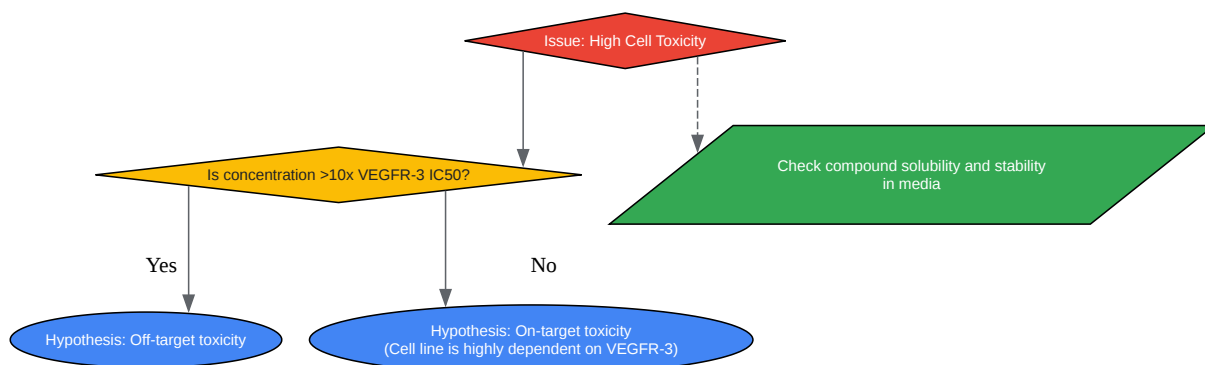 Issue: High Cell Toxicity
Check compound solubility and stability
in media
Is concentration >10x VEGFR-3 IC50?
Yes
No
Hypothesis: Off-target toxicity
Hypothesis: On-target toxicity
(Cell line is highly dependent on VEGFR-3)